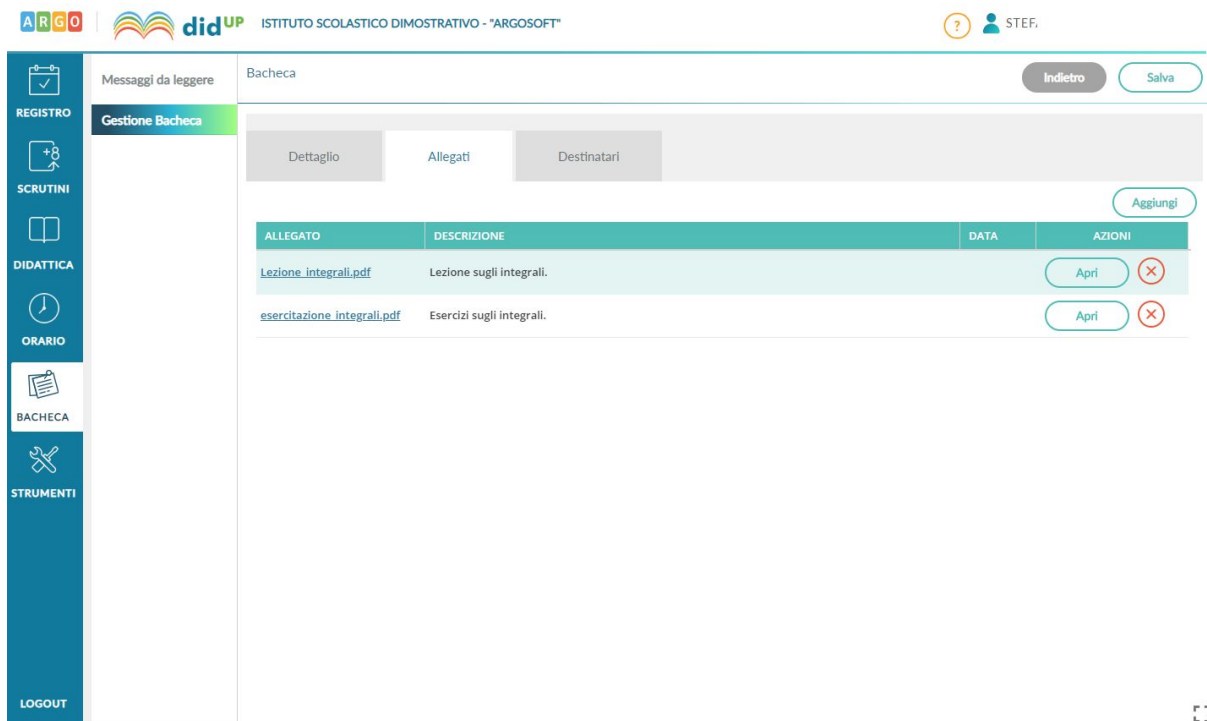 ARGO didUP ISTITUTO SCOLASTICO DIMOSTRATIVO - "ARGOSOFT" ? STEF.
REGISTRO
SCRUTINI
DIDATTICA
ORARIO
BACHECA
STRUMENTI
LOGOUT
Messaggi da leggere
Gestione Bacheca
Bacheca Indietro Salva
Dettaglio Allegati Destinatari
Aggiungi
ALLEGATO DESCRIZIONE DATA AZIONI
Lezione_integrali.pdf Lezione sugli integrali. Apri
esercitazione_integrali.pdf Esercizi sugli integrali. Apri